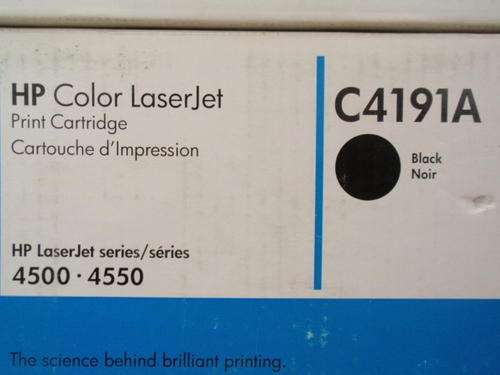 HP Color LaserJet
Print Cartridge
Cartouche d'Impression
HP LaserJet series/séries
4500 · 4550
C4191A
Black
Noir
The science behind brilliant printing.